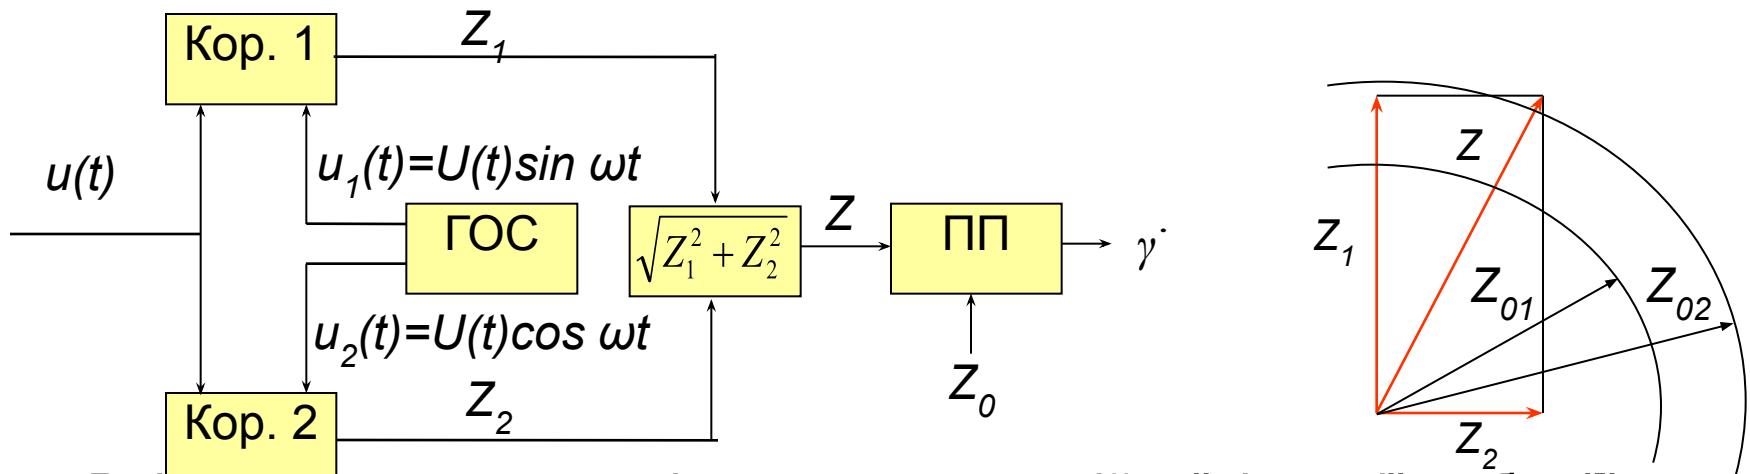 Кор. 1
Z₁
u(t)
u₁(t)=U(t)sin ωt
ГОС
√(Z₁² + Z₂²)
Z
ПП
γ
u₂(t)=U(t)cos ωt
Z₀
Кор. 2
Z₂
Z
Z₁
Z₀₁
Z₀₂
Z₂